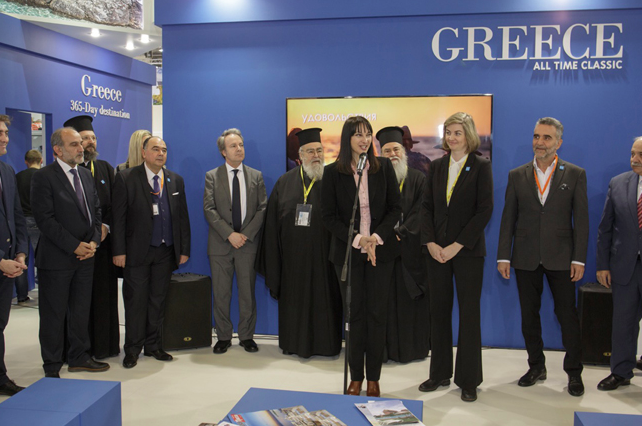 GREECE
ALL TIME CLASSIC
Greece
365-Day destination